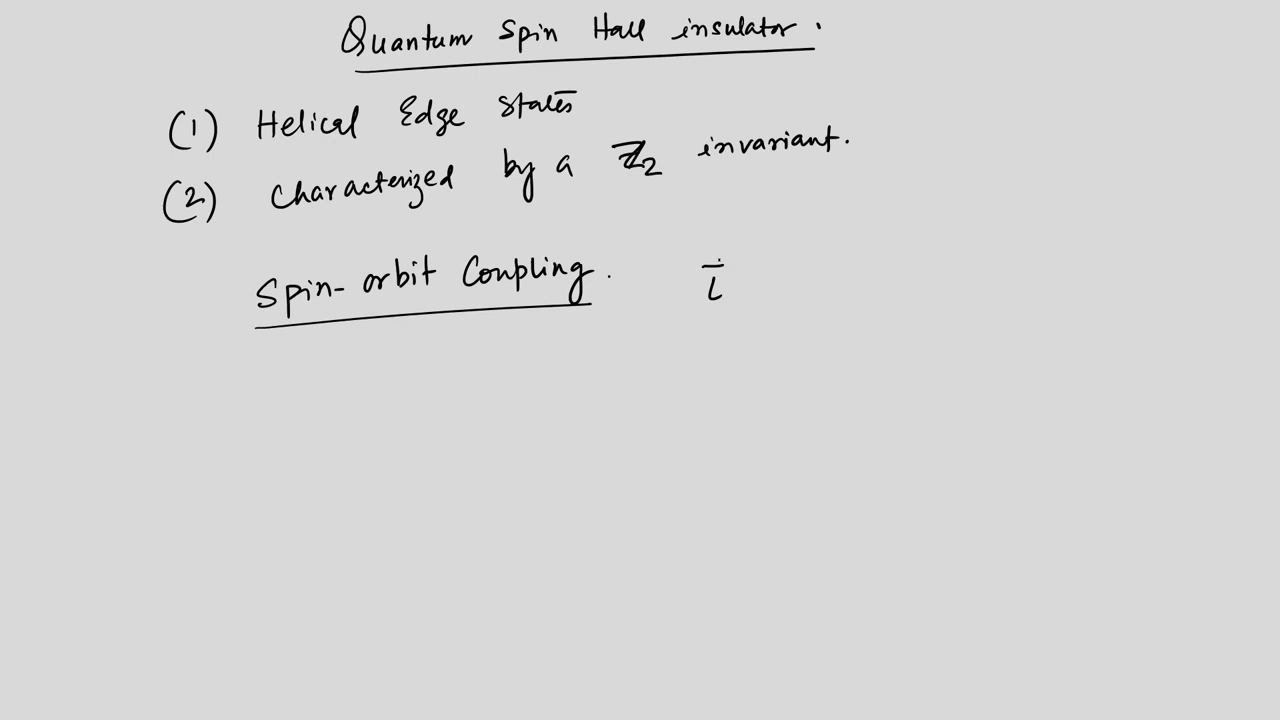 Quantum Spin Hall insulator.
(1) Helical Edge States
(2) Characterized by a ℤ₂ invariant.
Spin-orbit Coupling.